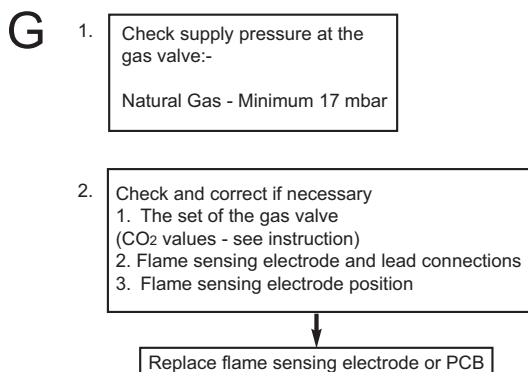 G
1. Check supply pressure at the
gas valve:-
Natural Gas - Minimum 17 mbar
2. Check and correct if necessary
1. The set of the gas valve
(CO2 values - see instruction)
2. Flame sensing electrode and lead connections
3. Flame sensing electrode position
Replace flame sensing electrode or PCB